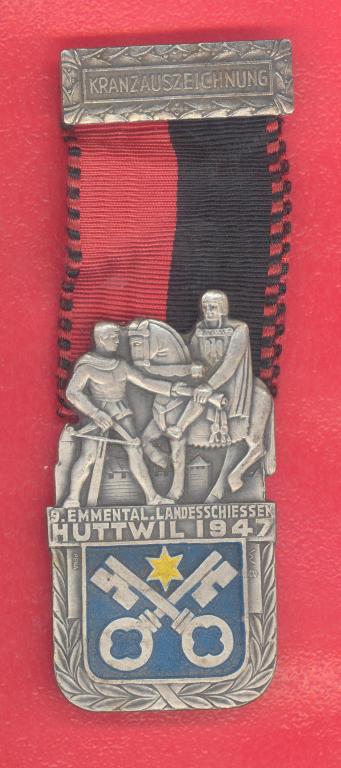 KRANZAUSZEICHNUNG
9. EMMENTAL. LANDESSCHIESSEN
HUTTWIL 1947